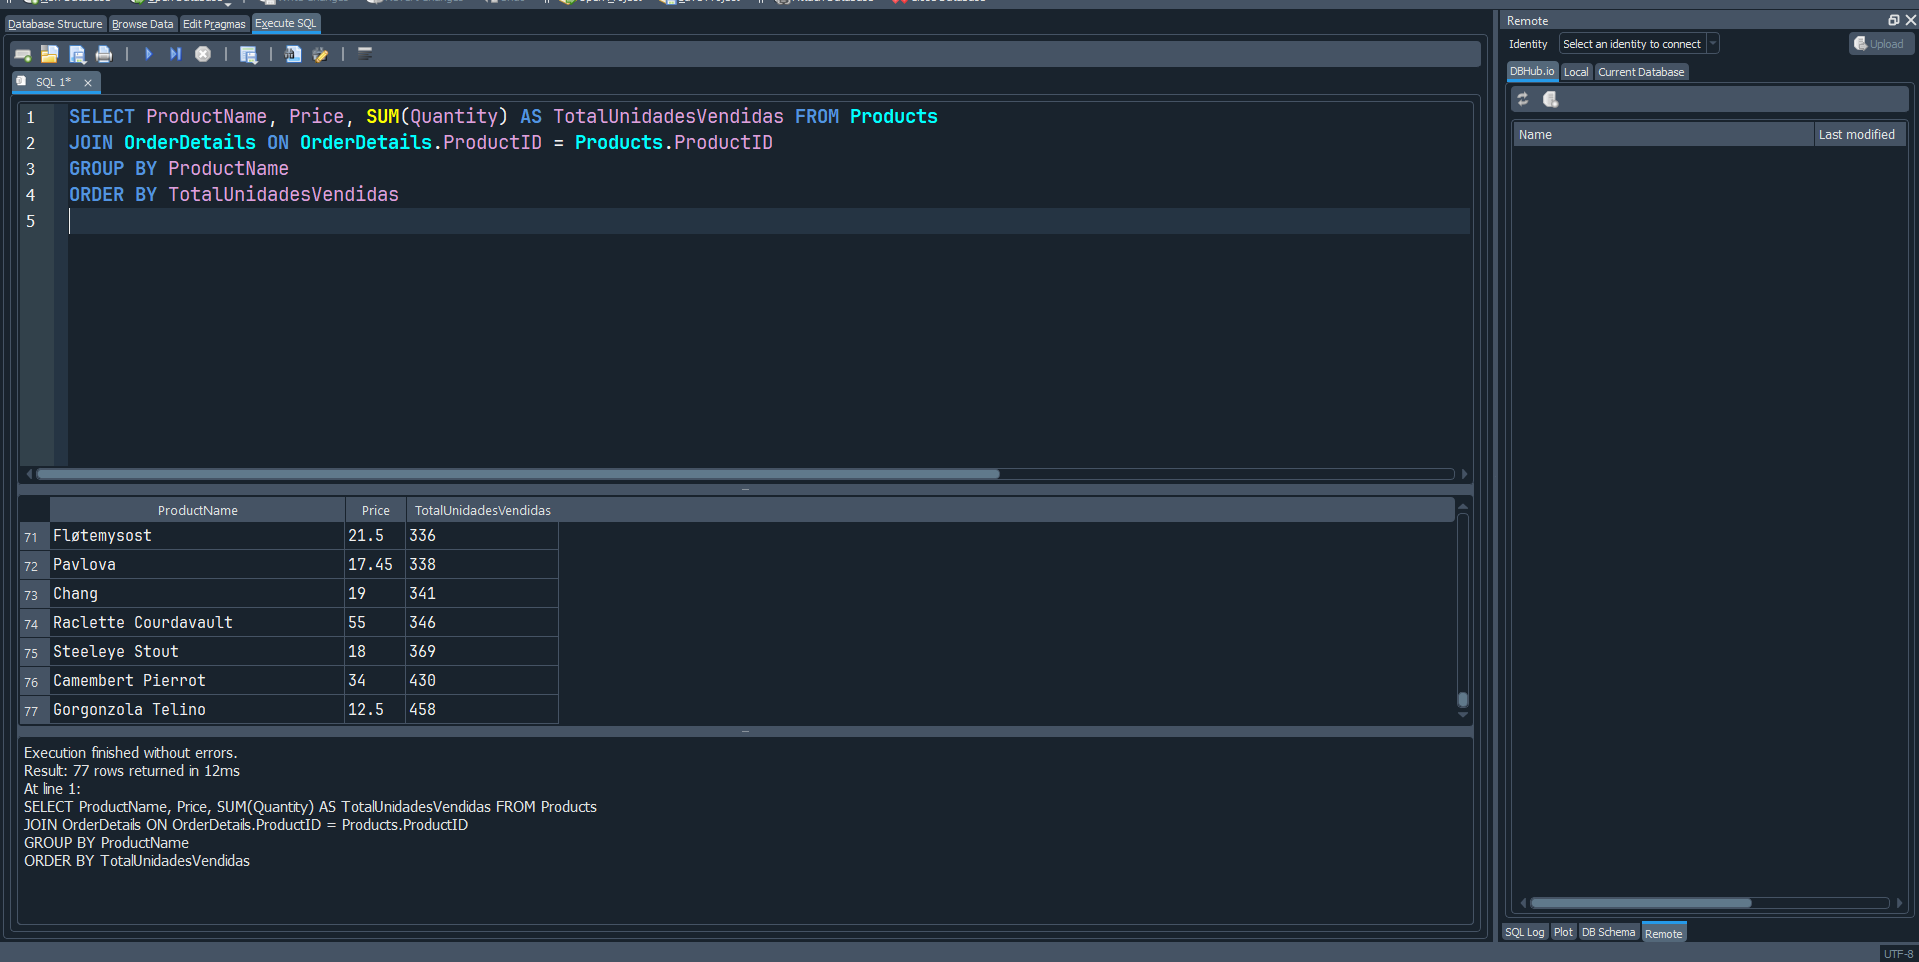 Database Structure Browse Data Edit Pragmas Execute SQL
SQL 1*
1 SELECT ProductName, Price, SUM(Quantity) AS TotalUnidadesVendidas FROM Products
2 JOIN OrderDetails ON OrderDetails.ProductID = Products.ProductID
3 GROUP BY ProductName
4 ORDER BY TotalUnidadesVendidas
5
ProductName Price TotalUnidadesVendidas
71 Fløtemysost 21.5 336
72 Pavlova 17.45 338
73 Chang 19 341
74 Raclette Courdavault 55 346
75 Steeleye Stout 18 369
76 Camembert Pierrot 34 430
77 Gorgonzola Telino 12.5 458
Execution finished without errors.
Result: 77 rows returned in 12ms
At line 1:
SELECT ProductName, Price, SUM(Quantity) AS TotalUnidadesVendidas FROM Products
JOIN OrderDetails ON OrderDetails.ProductID = Products.ProductID
GROUP BY ProductName
ORDER BY TotalUnidadesVendidas
Remote
Identity Select an identity to connect Upload
DBHub.io Local Current Database
Name Last modified
SQL Log Plot DB Schema Remote
UTF-8